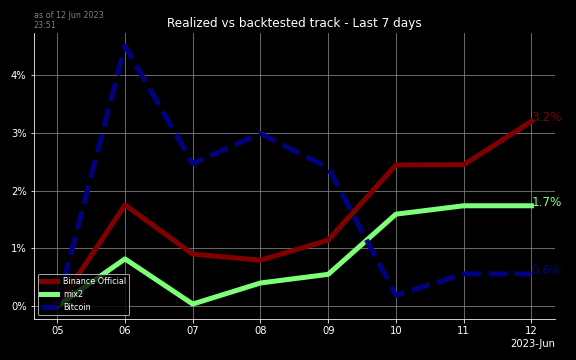 as of 12 Jun 2023
23:51
Realized vs backtested track - Last 7 days
4%
3%
2%
1%
0%
3.2%
1.7%
0.6%
Binance Official
mix2
Bitcoin
05 06 07 08 09 10 11 12
2023-Jun